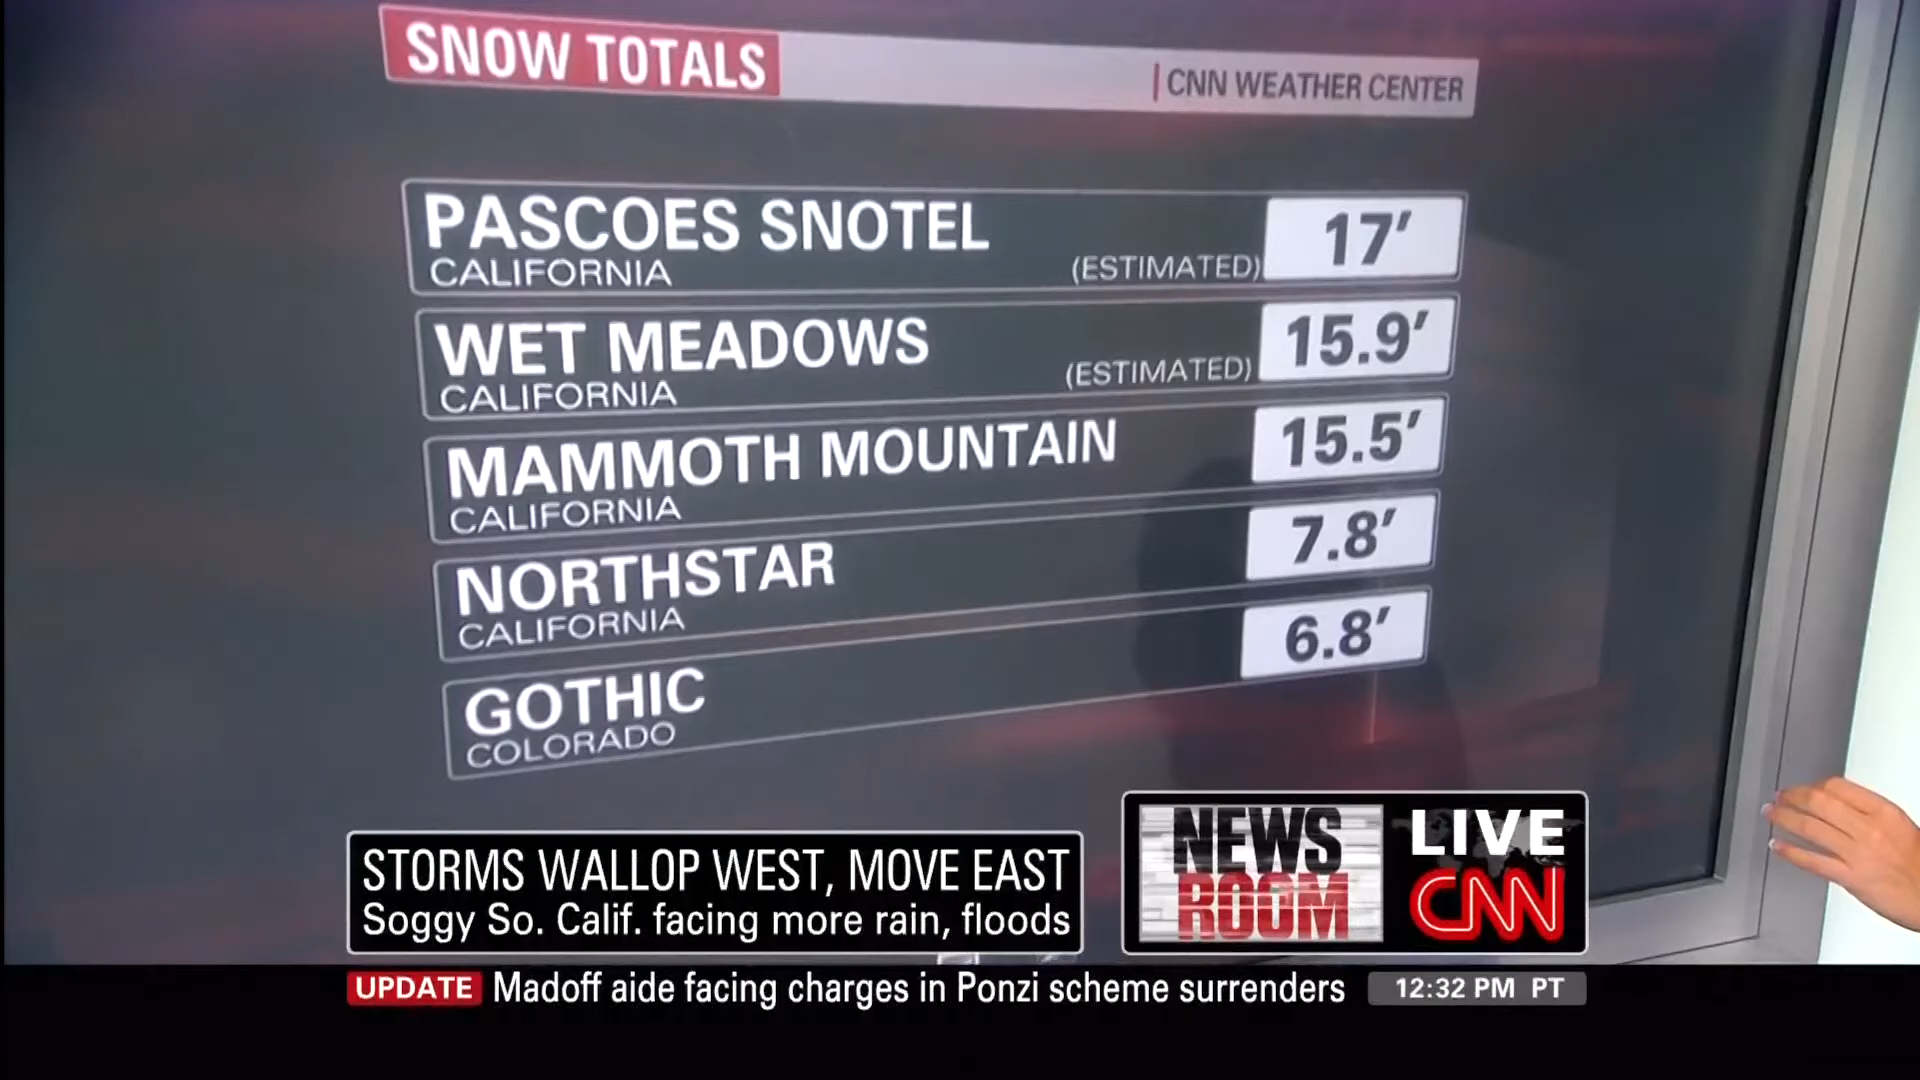 SNOW TOTALS
CNN WEATHER CENTER
PASCOES SNOTEL
CALIFORNIA
(ESTIMATED)
17′
WET MEADOWS
CALIFORNIA
(ESTIMATED)
15.9′
MAMMOTH MOUNTAIN
CALIFORNIA
15.5′
NORTHSTAR
CALIFORNIA
7.8′
GOTHIC
COLORADO
6.8′
STORMS WALLOP WEST, MOVE EAST
Soggy So. Calif. facing more rain, floods
NEWS
ROOM
LIVE
CNN
UPDATE Madoff aide facing charges in Ponzi scheme surrenders 12:32 PM PT